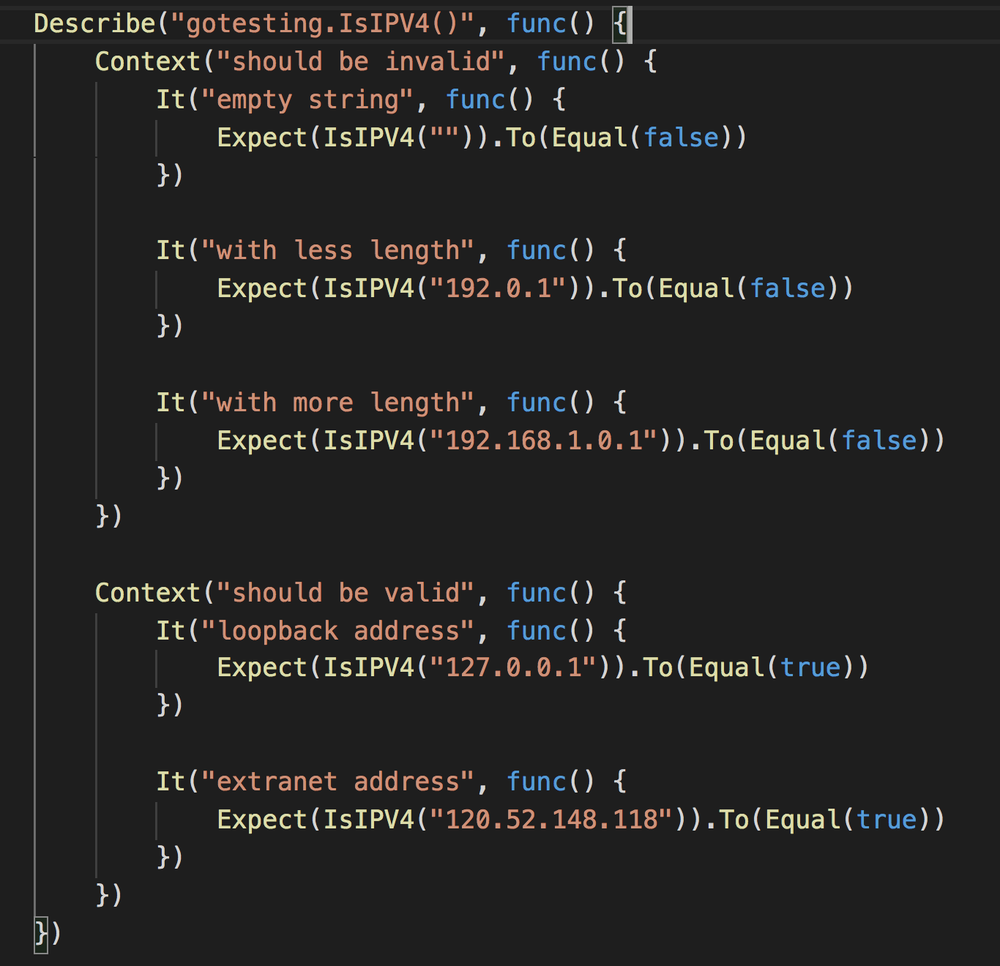 Describe("gotesting.IsIPV4()", func() {
    Context("should be invalid", func() {
        It("empty string", func() {
            Expect(IsIPV4("")).To(Equal(false))
        })

        It("with less length", func() {
            Expect(IsIPV4("192.0.1")).To(Equal(false))
        })

        It("with more length", func() {
            Expect(IsIPV4("192.168.1.0.1")).To(Equal(false))
        })
    })

    Context("should be valid", func() {
        It("loopback address", func() {
            Expect(IsIPV4("127.0.0.1")).To(Equal(true))
        })

        It("extranet address", func() {
            Expect(IsIPV4("120.52.148.118")).To(Equal(true))
        })
    })
})